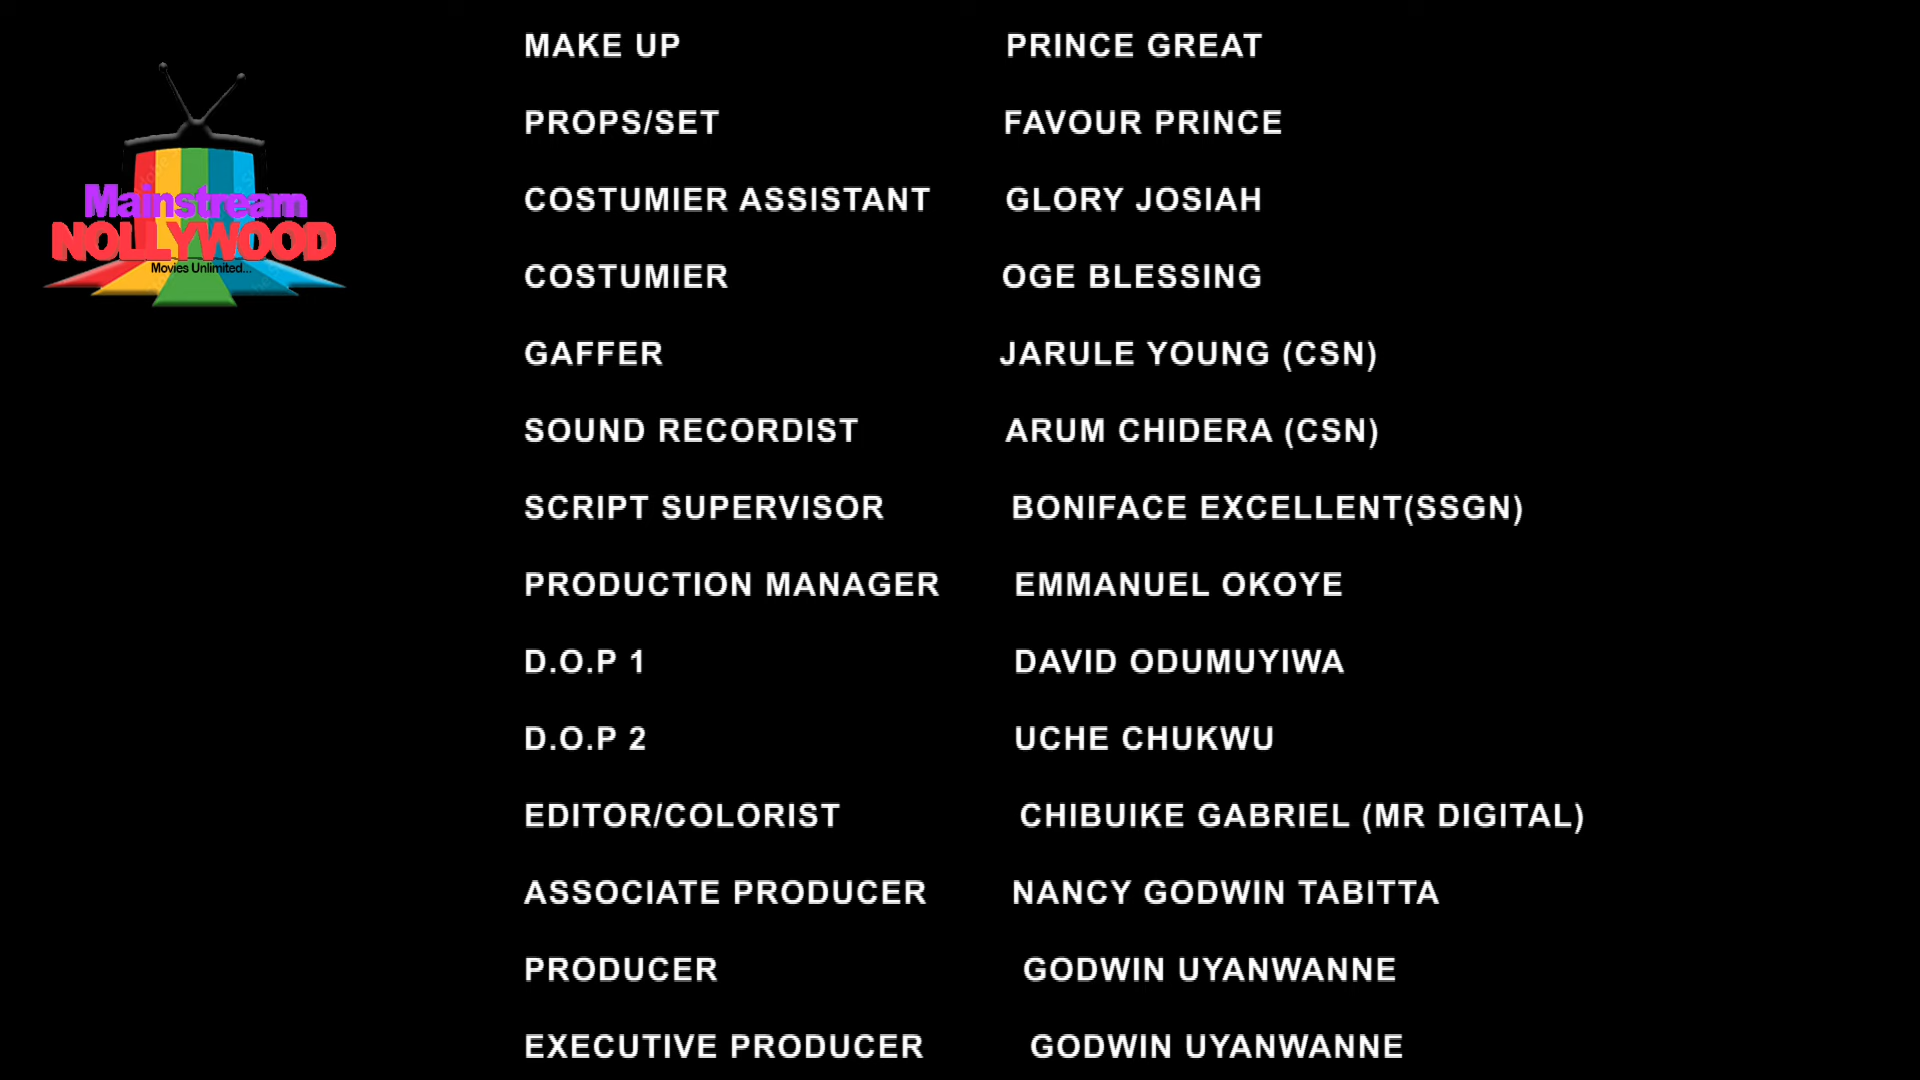 Mainstream
NOLLYWOOD
Movies Unlimited...
MAKE UP PRINCE GREAT
PROPS/SET FAVOUR PRINCE
COSTUMIER ASSISTANT GLORY JOSIAH
COSTUMIER OGE BLESSING
GAFFER JARULE YOUNG (CSN)
SOUND RECORDIST ARUM CHIDERA (CSN)
SCRIPT SUPERVISOR BONIFACE EXCELLENT(SSGN)
PRODUCTION MANAGER EMMANUEL OKOYE
D.O.P 1 DAVID ODUMUYIWA
D.O.P 2 UCHE CHUKWU
EDITOR/COLORIST CHIBUIKE GABRIEL (MR DIGITAL)
ASSOCIATE PRODUCER NANCY GODWIN TABITTA
PRODUCER GODWIN UYANWANNE
EXECUTIVE PRODUCER GODWIN UYANWANNE